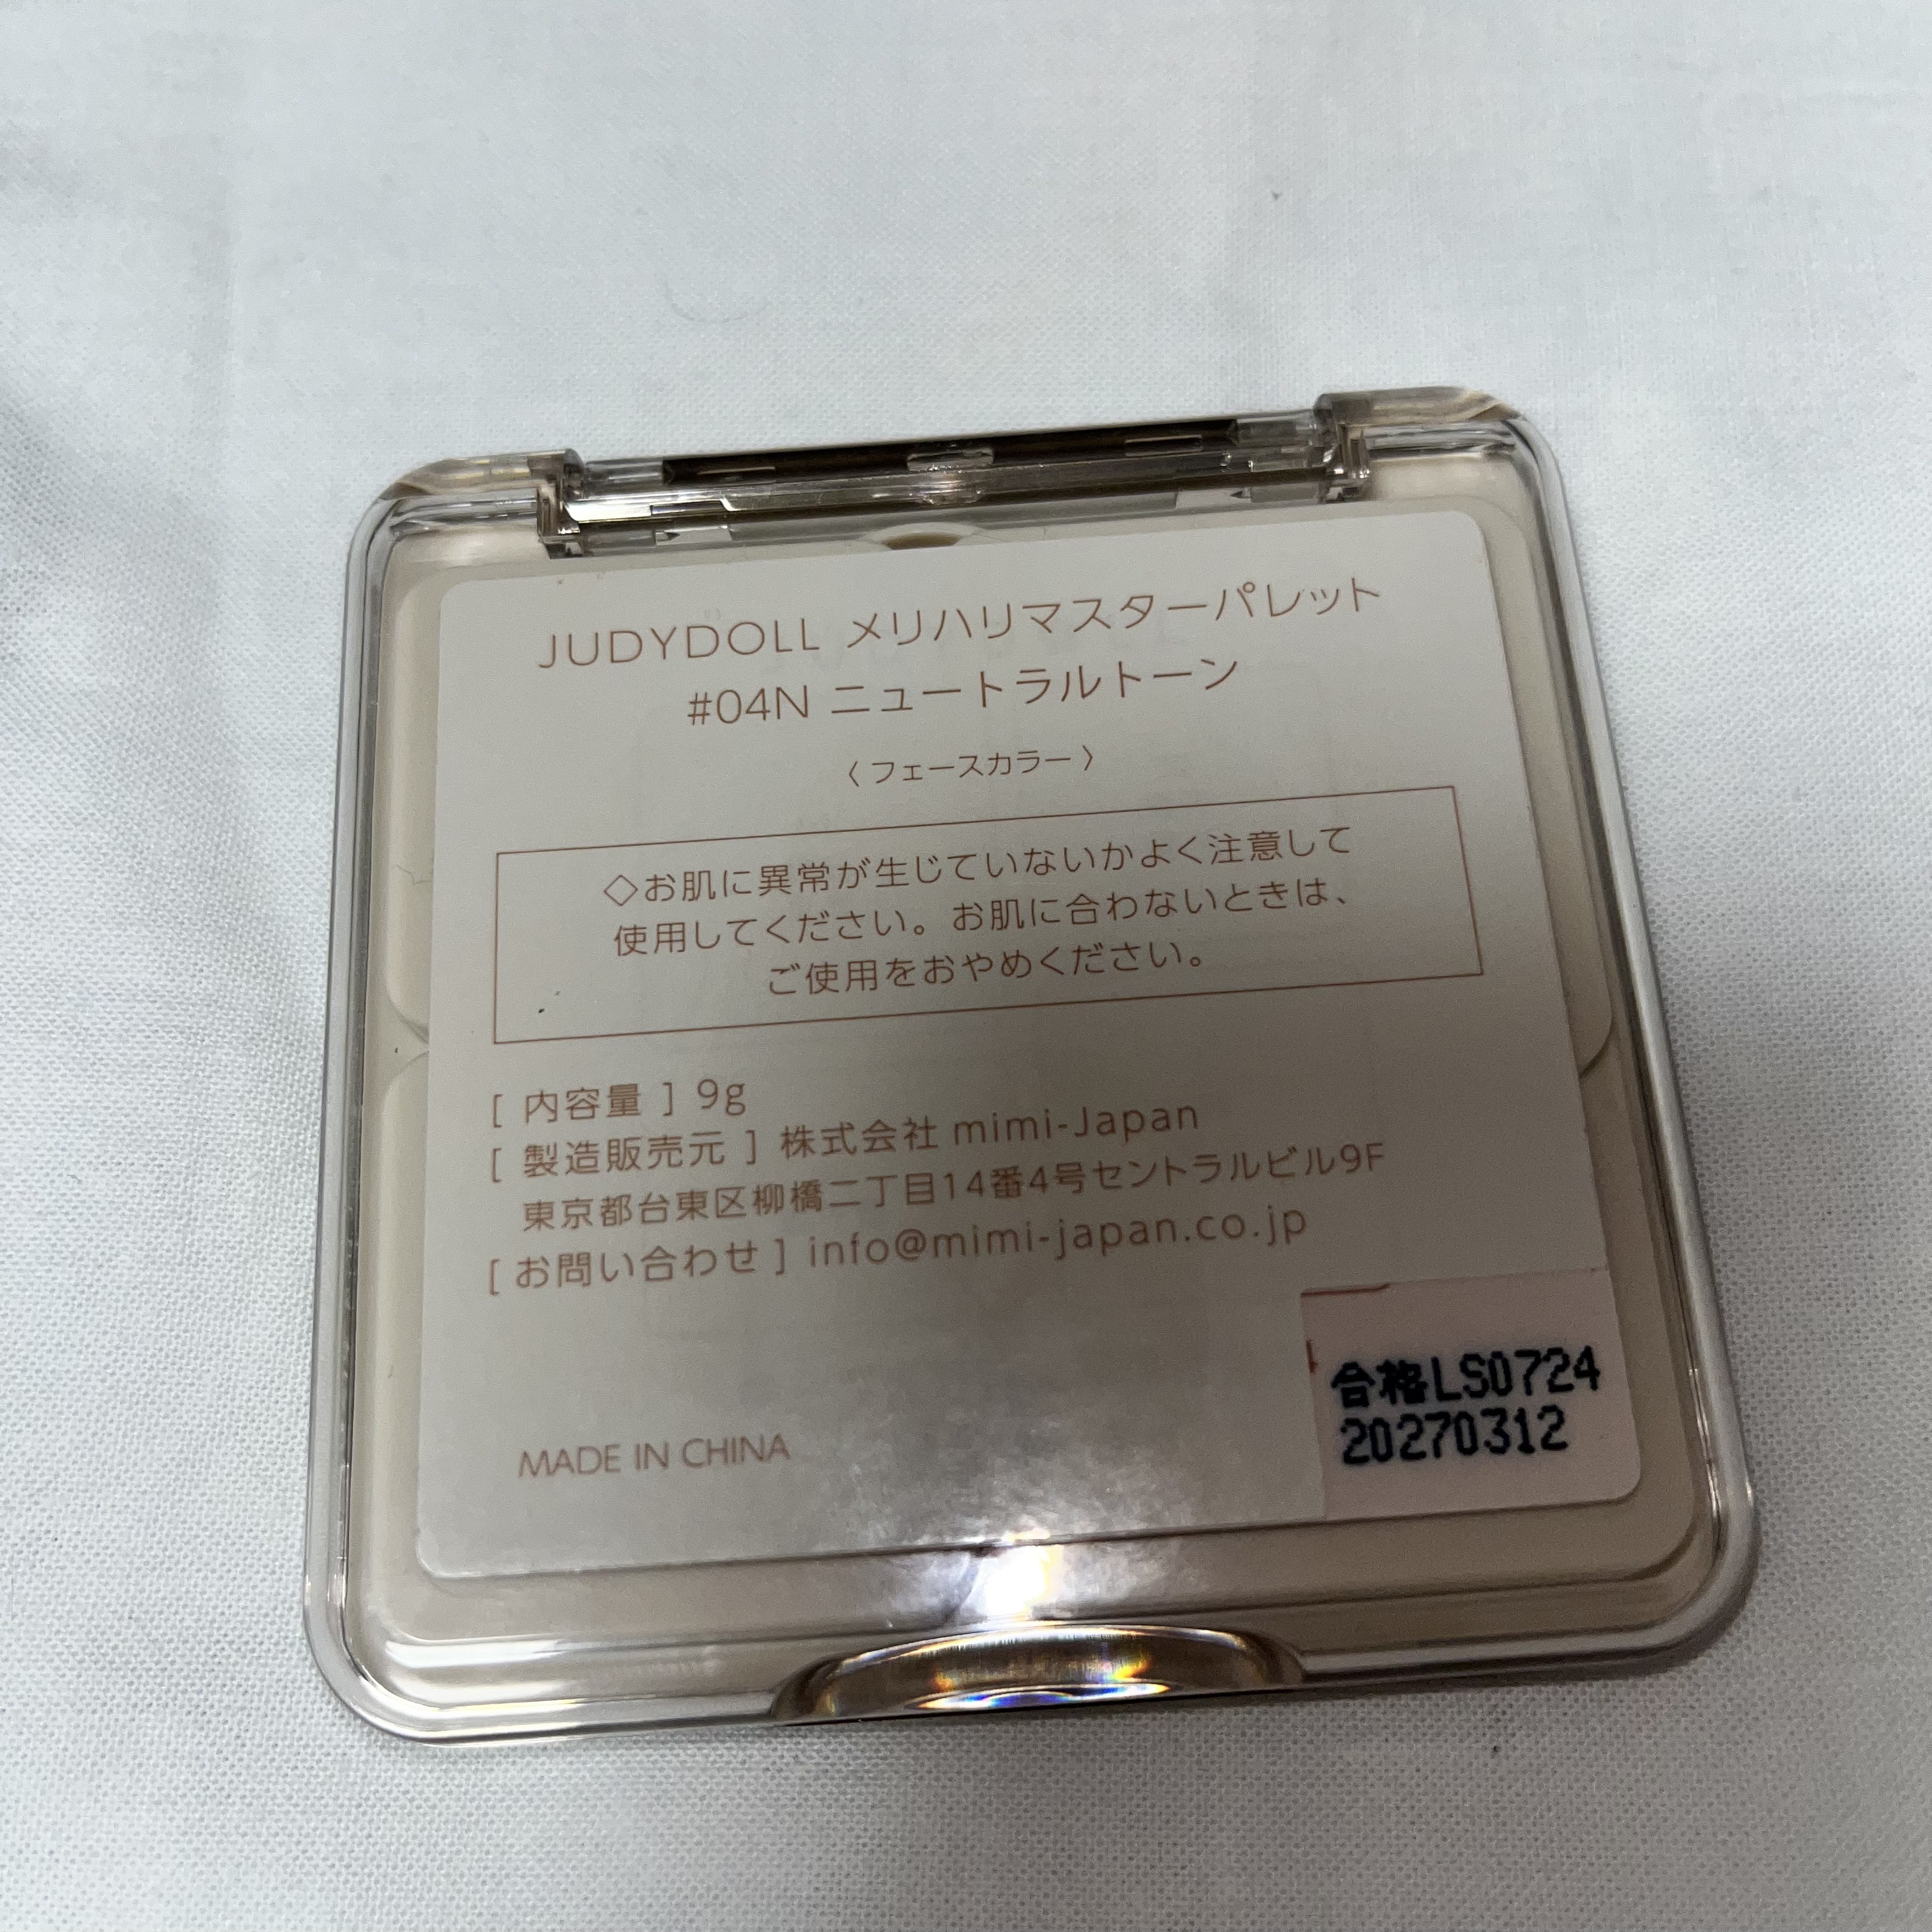 JUDYDOLL メリハリマスターパレット
#04N ニュートラルトーン
〈フェースカラー〉
◇お肌に異常が生じていないかよく注意して
使用してください。お肌に合わないときは、
ご使用をおやめください。
[ 内容量 ] 9g
[ 製造販売元 ] 株式会社 mimi-Japan
東京都台東区柳橋二丁目14番4号セントラルビル9F
[ お問い合わせ ] info@mimi-japan.co.jp
合格LS0724
20270312
MADE IN CHINA